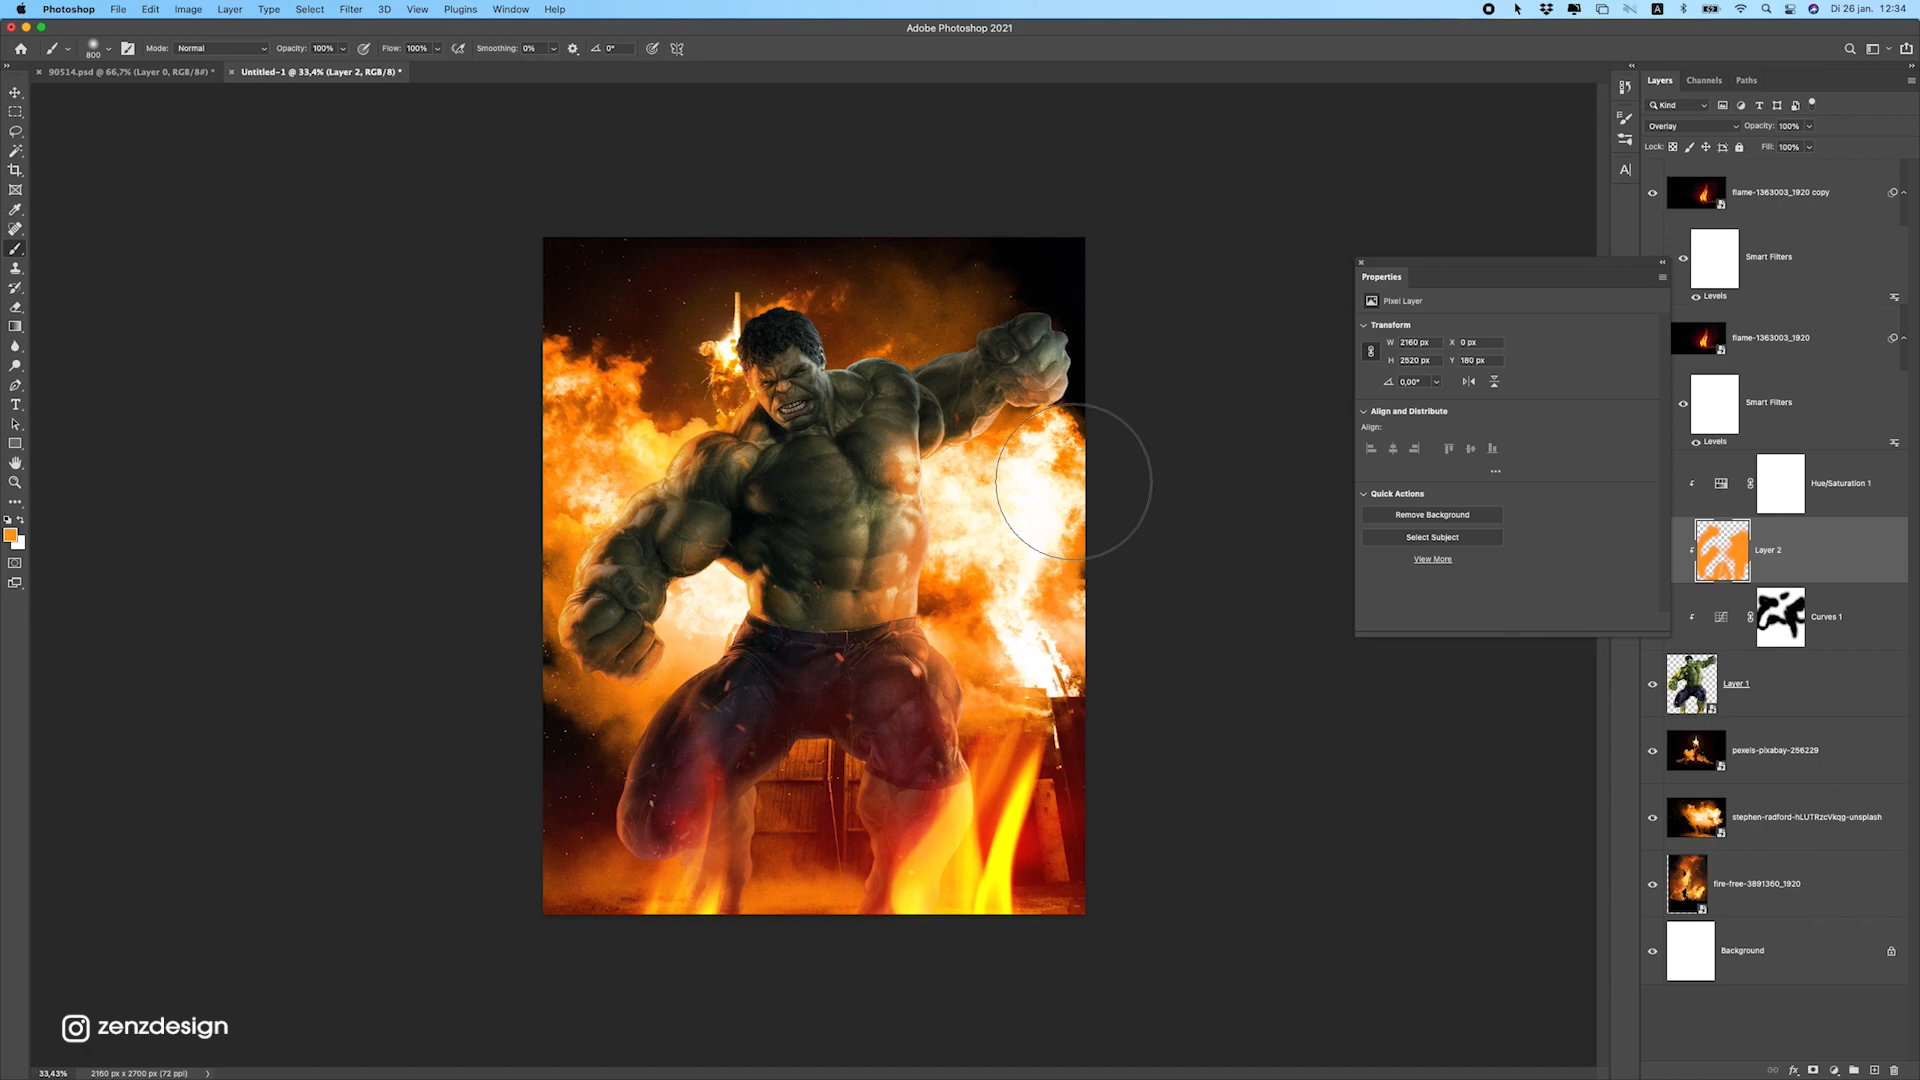 Photoshop File Edit Image Layer Type Select Filter 3D View Plugins Window Help
A Di 26 jan. 12:34
Adobe Photoshop 2021
800 Mode: Normal Opacity: 100% Flow: 100% Smoothing: 0% 0°
90514.psd @ 66,7% (Layer 0, RGB/8#) * Untitled-1 @ 33,4% (Layer 2, RGB/8) *
Layers Channels Paths
Kind
Overlay Opacity: 100%
Lock: Fill: 100%
flame-1363003_1920 copy
Smart Filters
Levels
flame-1363003_1920
Smart Filters
Levels
Hue/Saturation 1
Layer 2
Curves 1
Layer 1
pexels-pixabay-256229
stephen-radford-hLUTRzcVkqg-unsplash
fire-free-3891360_1920
Background
Properties
Pixel Layer
Transform
W 2160 px X 0 px
H 2520 px Y 180 px
0,00°
Align and Distribute
Align:
Quick Actions
Remove Background
Select Subject
View More
zenzdesign
33,43% 2160 px x 2700 px (72 ppi)